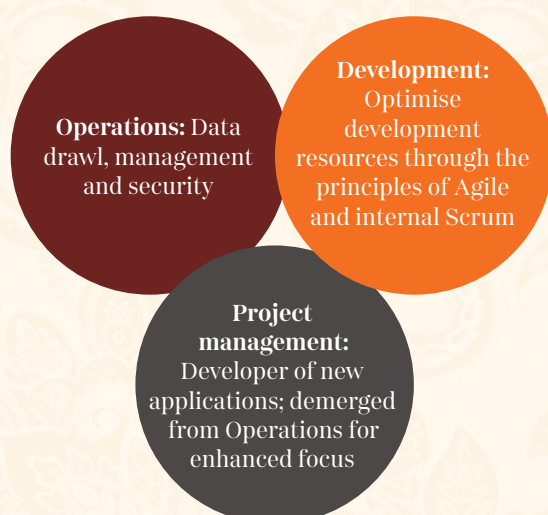 Operations: Data
drawl, management
and security
Development:
Optimise
development
resources through the
principles of Agile
and internal Scrum
Project
management:
Developer of new
applications; demerged
from Operations for
enhanced focus